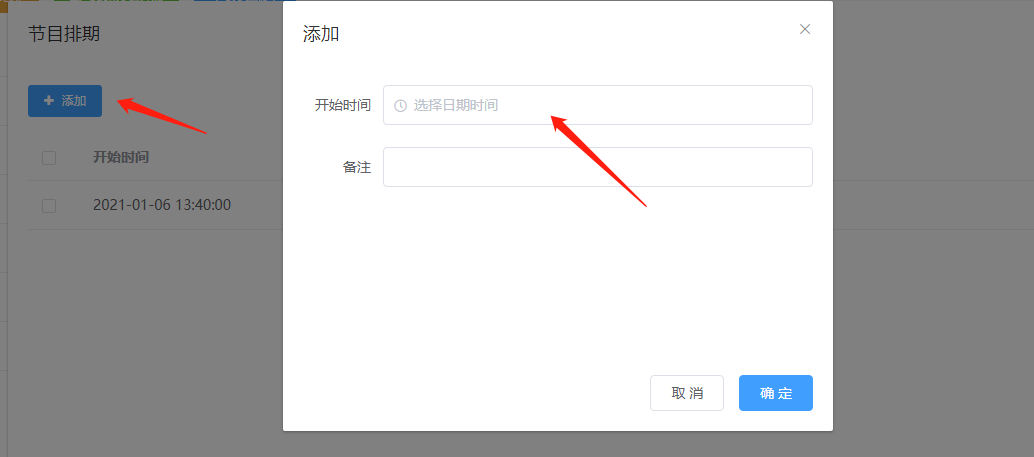 节目排期
添加
开始时间
2021-01-06 13:40:00
添加
开始时间
选择日期时间
备注
取 消
确 定